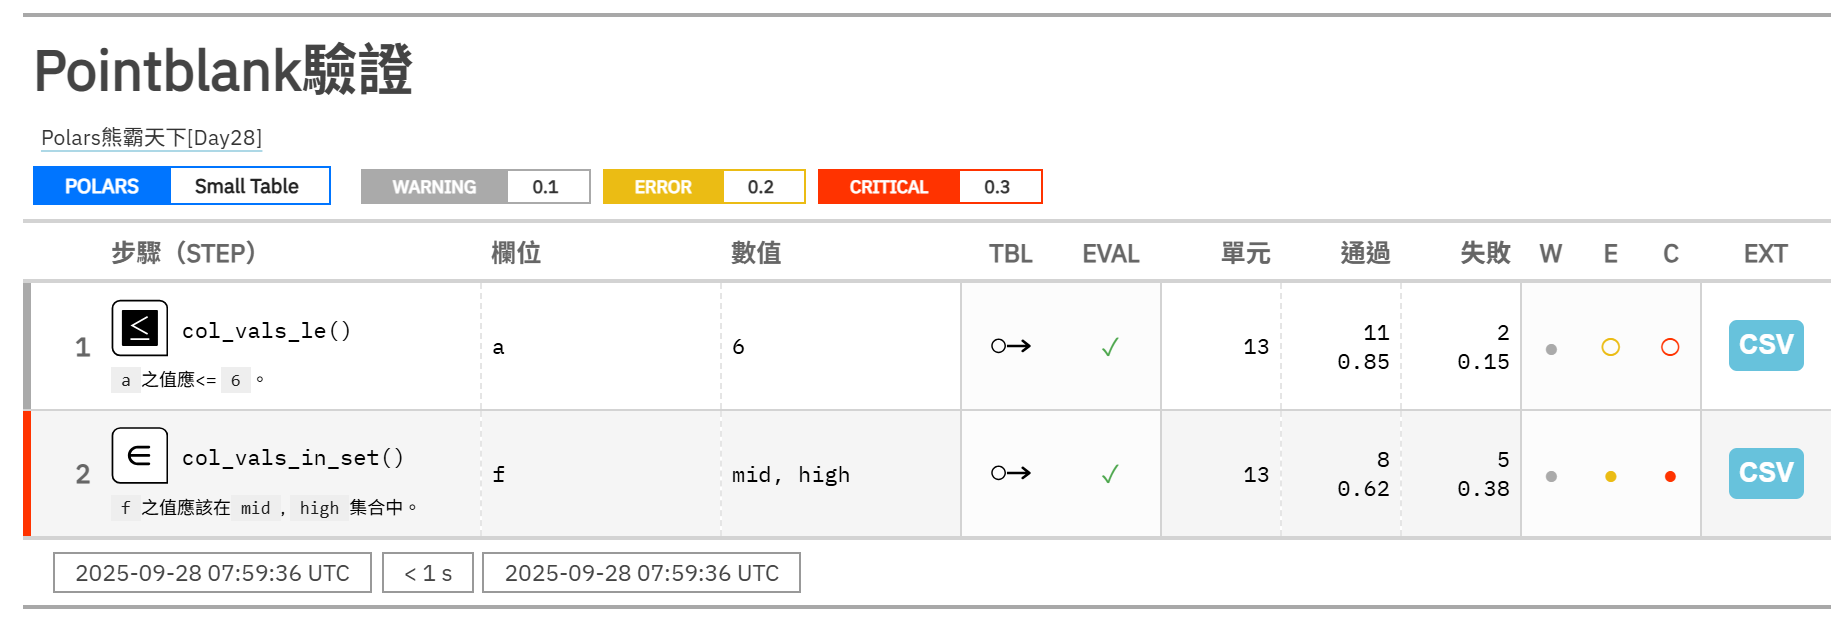 Pointblank驗證
Polars熊霸天下[Day28]
POLARS Small Table WARNING 0.1 ERROR 0.2 CRITICAL 0.3
步驟（STEP） 欄位 數值 TBL EVAL 單元 通過 失敗 W E C EXT
1 ≤ col_vals_le() a 6 ○→ ✓ 13 11 2 CSV
0.85 0.15
a 之值應<= 6 。
2 ∈ col_vals_in_set() f mid, high ○→ ✓ 13 8 5 CSV
0.62 0.38
f 之值應該在 mid , high 集合中。
2025-09-28 07:59:36 UTC < 1 s 2025-09-28 07:59:36 UTC